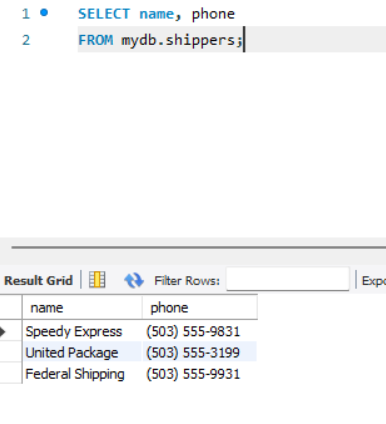 1 SELECT name, phone
2 FROM mydb.shippers;
Result Grid Filter Rows: Expo
name phone
Speedy Express (503) 555-9831
United Package (503) 555-3199
Federal Shipping (503) 555-9931